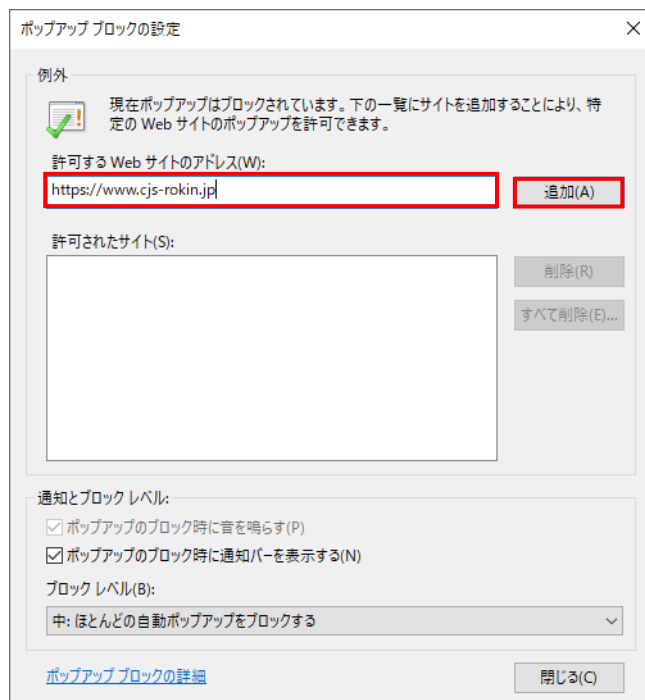 ポップアップ ブロックの設定
例外
現在ポップアップはブロックされています。下の一覧にサイトを追加することにより、特
定の Web サイトのポップアップを許可できます。
許可する Web サイトのアドレス(W):
https://www.cjs-rokin.jp
追加(A)
許可されたサイト(S):
削除(R)
すべて削除(E)...
通知とブロック レベル:
ポップアップのブロック時に音を鳴らす(P)
ポップアップのブロック時に通知バーを表示する(N)
ブロック レベル(B):
中: ほとんどの自動ポップアップをブロックする
ポップアップ ブロックの詳細
閉じる(C)